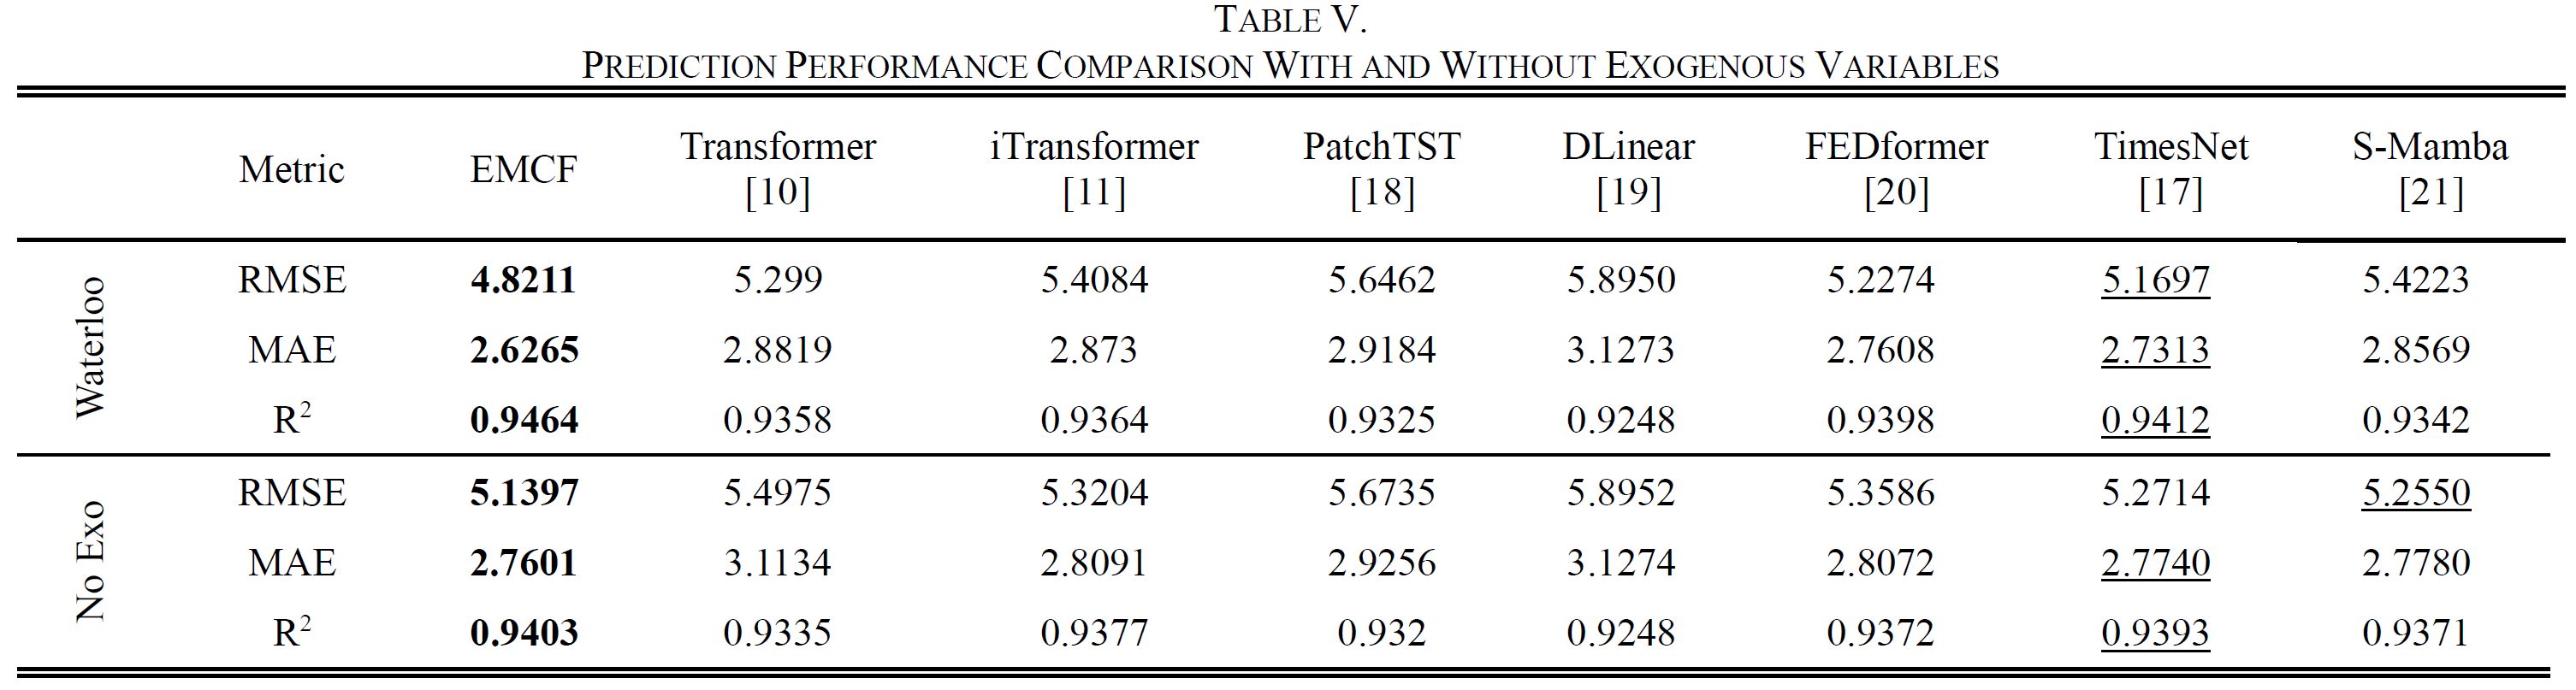 TABLE V.
PREDICTION PERFORMANCE COMPARISON WITH AND WITHOUT EXOGENOUS VARIABLES
Metric EMCF Transformer [10] iTransformer [11] PatchTST [18] DLinear [19] FEDformer [20] TimesNet [17] S-Mamba [21]
Waterloo
RMSE 4.8211 5.299 5.4084 5.6462 5.8950 5.2274 5.1697 5.4223
MAE 2.6265 2.8819 2.873 2.9184 3.1273 2.7608 2.7313 2.8569
R² 0.9464 0.9358 0.9364 0.9325 0.9248 0.9398 0.9412 0.9342
No Exo
RMSE 5.1397 5.4975 5.3204 5.6735 5.8952 5.3586 5.2714 5.2550
MAE 2.7601 3.1134 2.8091 2.9256 3.1274 2.8072 2.7740 2.7780
R² 0.9403 0.9335 0.9377 0.932 0.9248 0.9372 0.9393 0.9371